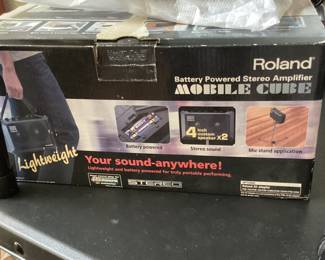 Roland
Battery Powered Stereo Amplifier
MOBILE CUBE
4 inch
speaker X2
Battery powered
Stereo sound
Mic stand application
Lightweight
Your sound-anywhere!
Lightweight and battery powered for truly portable performing.
STEREO